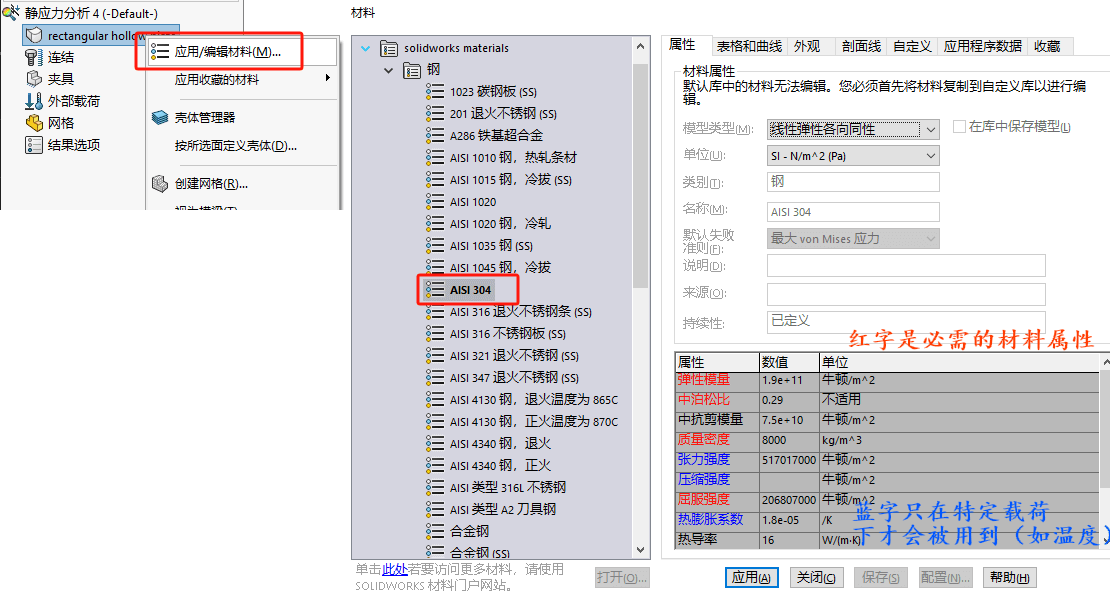 静应力分析 4 (-Default-)
rectangular hollow
连结
夹具
外部载荷
网格
结果选项
应用/编辑材料(M)...
应用收藏的材料
壳体管理器
按所选面定义壳体(D)...
创建网格(R)...
材料
solidworks materials
钢
1023 碳钢板 (SS)
201 退火不锈钢 (SS)
A286 铁基超合金
AISI 1010 钢，热轧条材
AISI 1015 钢，冷拔 (SS)
AISI 1020
AISI 1020 钢，冷轧
AISI 1035 钢 (SS)
AISI 1045 钢，冷拔
AISI 304
AISI 316 退火不锈钢条 (SS)
AISI 316 不锈钢板 (SS)
AISI 321 退火不锈钢 (SS)
AISI 347 退火不锈钢 (SS)
AISI 4130 钢，退火温度为 865C
AISI 4130 钢，正火温度为 870C
AISI 4340 钢，退火
AISI 4340 钢，正火
AISI 类型 316L 不锈钢
AISI 类型 A2 刀具钢
合金钢
合金钢 (SS)
单击此处若要访问更多材料，请使用
SOLIDWORKS 材料门户网站。
打开(O)...
属性 表格和曲线 外观 剖面线 自定义 应用程序数据 收藏
材料属性
默认库中的材料无法编辑。您必须首先将材料复制到自定义库以进行编
辑。
模型类型(M): 线性弹性各向同性 在库中保存模型(L)
单位(U): SI - N/m^2 (Pa)
类别(T): 钢
名称(M): AISI 304
默认失败
准则(F): 最大 von Mises 应力
说明(D):
来源(O):
持续性: 已定义
红字是必需的材料属性
属性 数值 单位
弹性模量 1.9e+11 牛顿/m^2
中泊松比 0.29 不适用
中抗剪模量 7.5e+10 牛顿/m^2
质量密度 8000 kg/m^3
张力强度 517017000 牛顿/m^2
压缩强度 牛顿/m^2
屈服强度 206807000 牛顿/m^2
热膨胀系数 1.8e-05 /K
热导率 16 W/(m·K)
蓝字只在特定载荷
下才会被用到（如温度）
应用(A) 关闭(C) 保存(S) 配置(N)... 帮助(H)